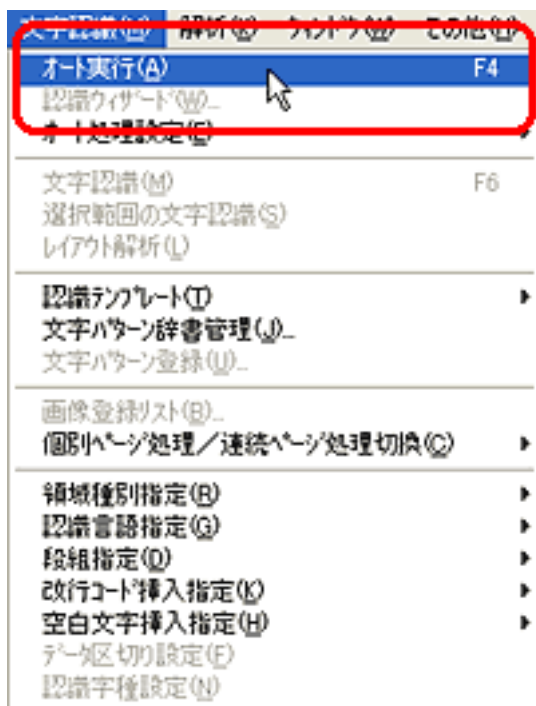 文字認識(M) 解析(K) ウィンドウ(W) その他(H)
オート実行(A) F4
認識ウィザード(W)...
オート処理設定(E)
文字認識(M) F6
選択範囲の文字認識(S)
レイアウト解析(L)
認識テンプレート(T)
文字パターン辞書管理(J)...
文字パターン登録(U)...
画像登録リスト(B)...
個別ページ処理／連続ページ処理切換(C)
領域種別指定(R)
認識言語指定(G)
段組指定(D)
改行コード挿入指定(K)
空白文字挿入指定(H)
データ区切り設定(F)
認識字種設定(N)